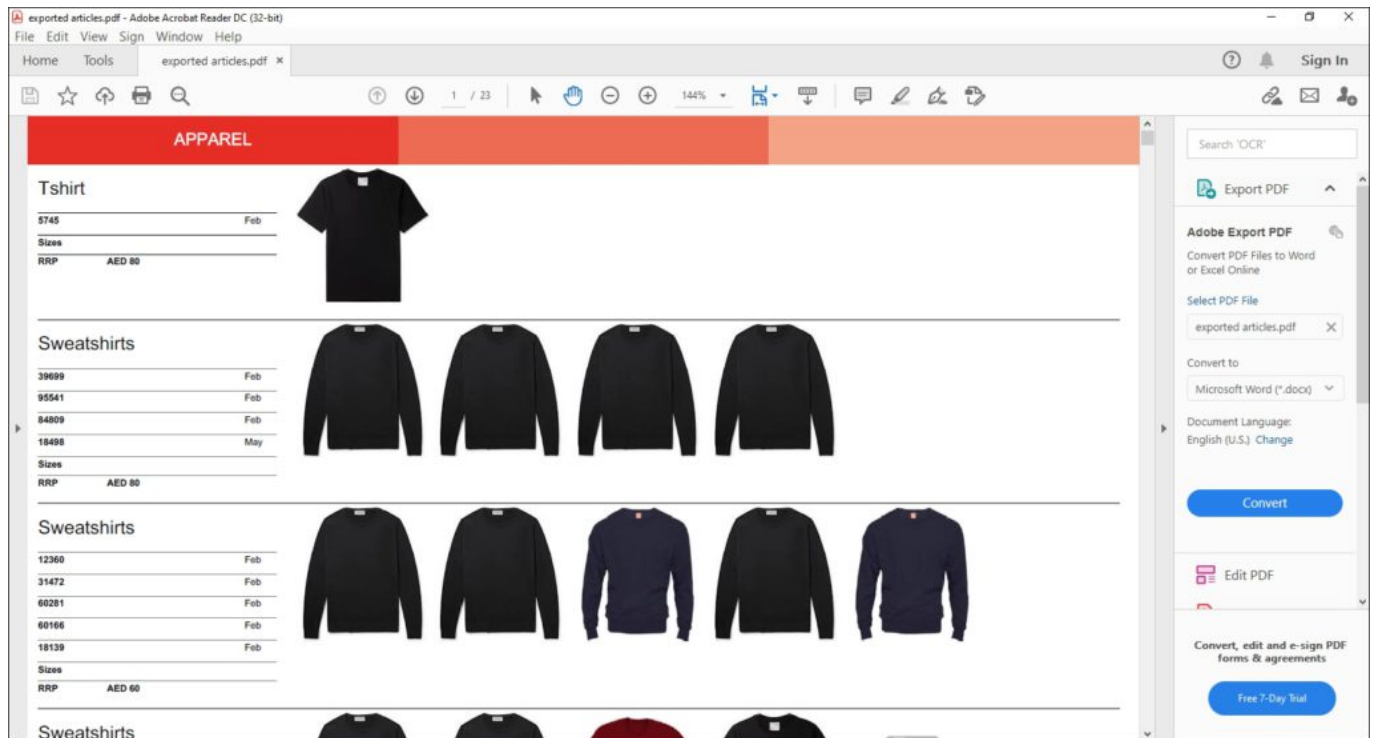 exported articles.pdf - Adobe Acrobat Reader DC (32-bit)
File Edit View Sign Window Help
Home Tools exported articles.pdf × Sign In
1 / 23 144%
APPAREL
Tshirt
5745 Feb
Sizes
RRP AED 80
Sweatshirts
39699 Feb
95541 Feb
84809 Feb
18498 May
Sizes
RRP AED 80
Sweatshirts
12360 Feb
31472 Feb
60281 Feb
60166 Feb
18139 Feb
Sizes
RRP AED 60
Sweatshirts
Search 'OCR'
Export PDF
Adobe Export PDF
Convert PDF Files to Word
or Excel Online
Select PDF File
exported articles.pdf
Convert to
Microsoft Word (*.docx)
Document Language:
English (U.S.) Change
Convert
Edit PDF
Convert, edit and e-sign PDF
forms & agreements
Free 7-Day Trial